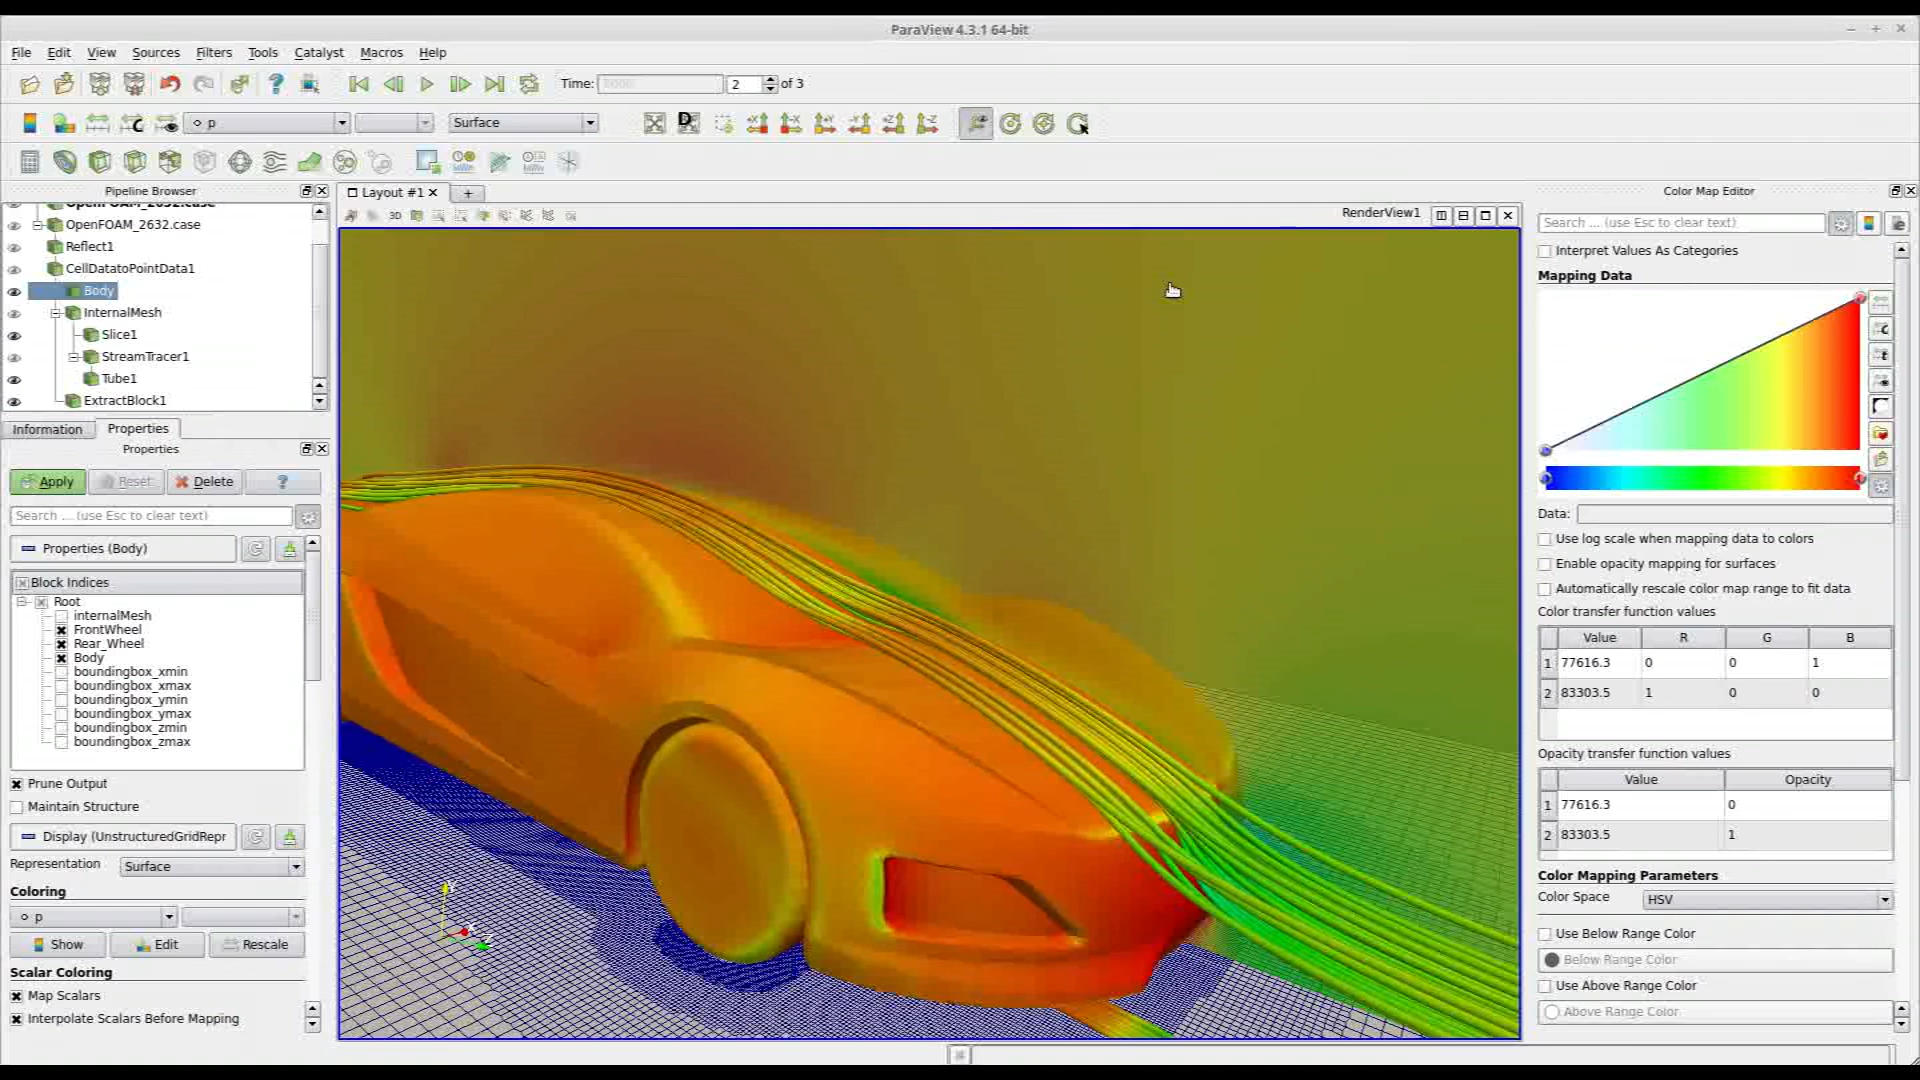 ParaView 4.3.1 64-bit
File Edit View Sources Filters Tools Catalyst Macros Help
Time: 2 of 3
p Surface
Pipeline Browser
OpenFOAM_2632.case
OpenFOAM_2632.case
Reflect1
CellDatatoPointData1
Body
InternalMesh
Slice1
StreamTracer1
Tube1
ExtractBlock1
Information Properties
Properties
Apply Reset Delete ?
Search ... (use Esc to clear text)
Properties (Body)
Block Indices
Root
internalMesh
FrontWheel
Rear_Wheel
Body
boundingbox_xmin
boundingbox_xmax
boundingbox_ymin
boundingbox_ymax
boundingbox_zmin
boundingbox_zmax
Prune Output
Maintain Structure
Display (UnstructuredGridRepr
Representation Surface
Coloring
p
Show Edit Rescale
Scalar Coloring
Map Scalars
Interpolate Scalars Before Mapping
Layout #1
3D
RenderView1
Color Map Editor
Search ... (use Esc to clear text)
Interpret Values As Categories
Mapping Data
Data:
Use log scale when mapping data to colors
Enable opacity mapping for surfaces
Automatically rescale color map range to fit data
Color transfer function values
Value R G B
1 77616.3 0 0 1
2 83303.5 1 0 0
Opacity transfer function values
Value Opacity
1 77616.3 0
2 83303.5 1
Color Mapping Parameters
Color Space HSV
Use Below Range Color
Below Range Color
Use Above Range Color
Above Range Color